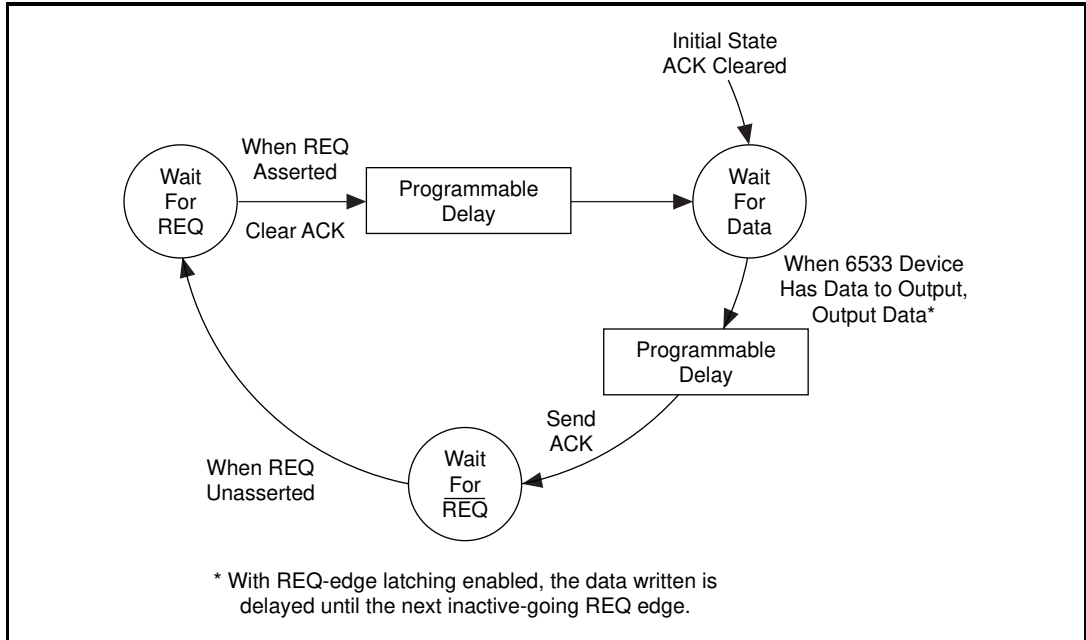 Initial State
ACK Cleared
When REQ
Asserted
Wait
For
REQ
Clear ACK
Programmable
Delay
Wait
For
Data
When 6533 Device
Has Data to Output,
Output Data*
Programmable
Delay
Send
ACK
Wait
For
R̅E̅Q̅
When REQ
Unasserted
* With REQ-edge latching enabled, the data written is
delayed until the next inactive-going REQ edge.